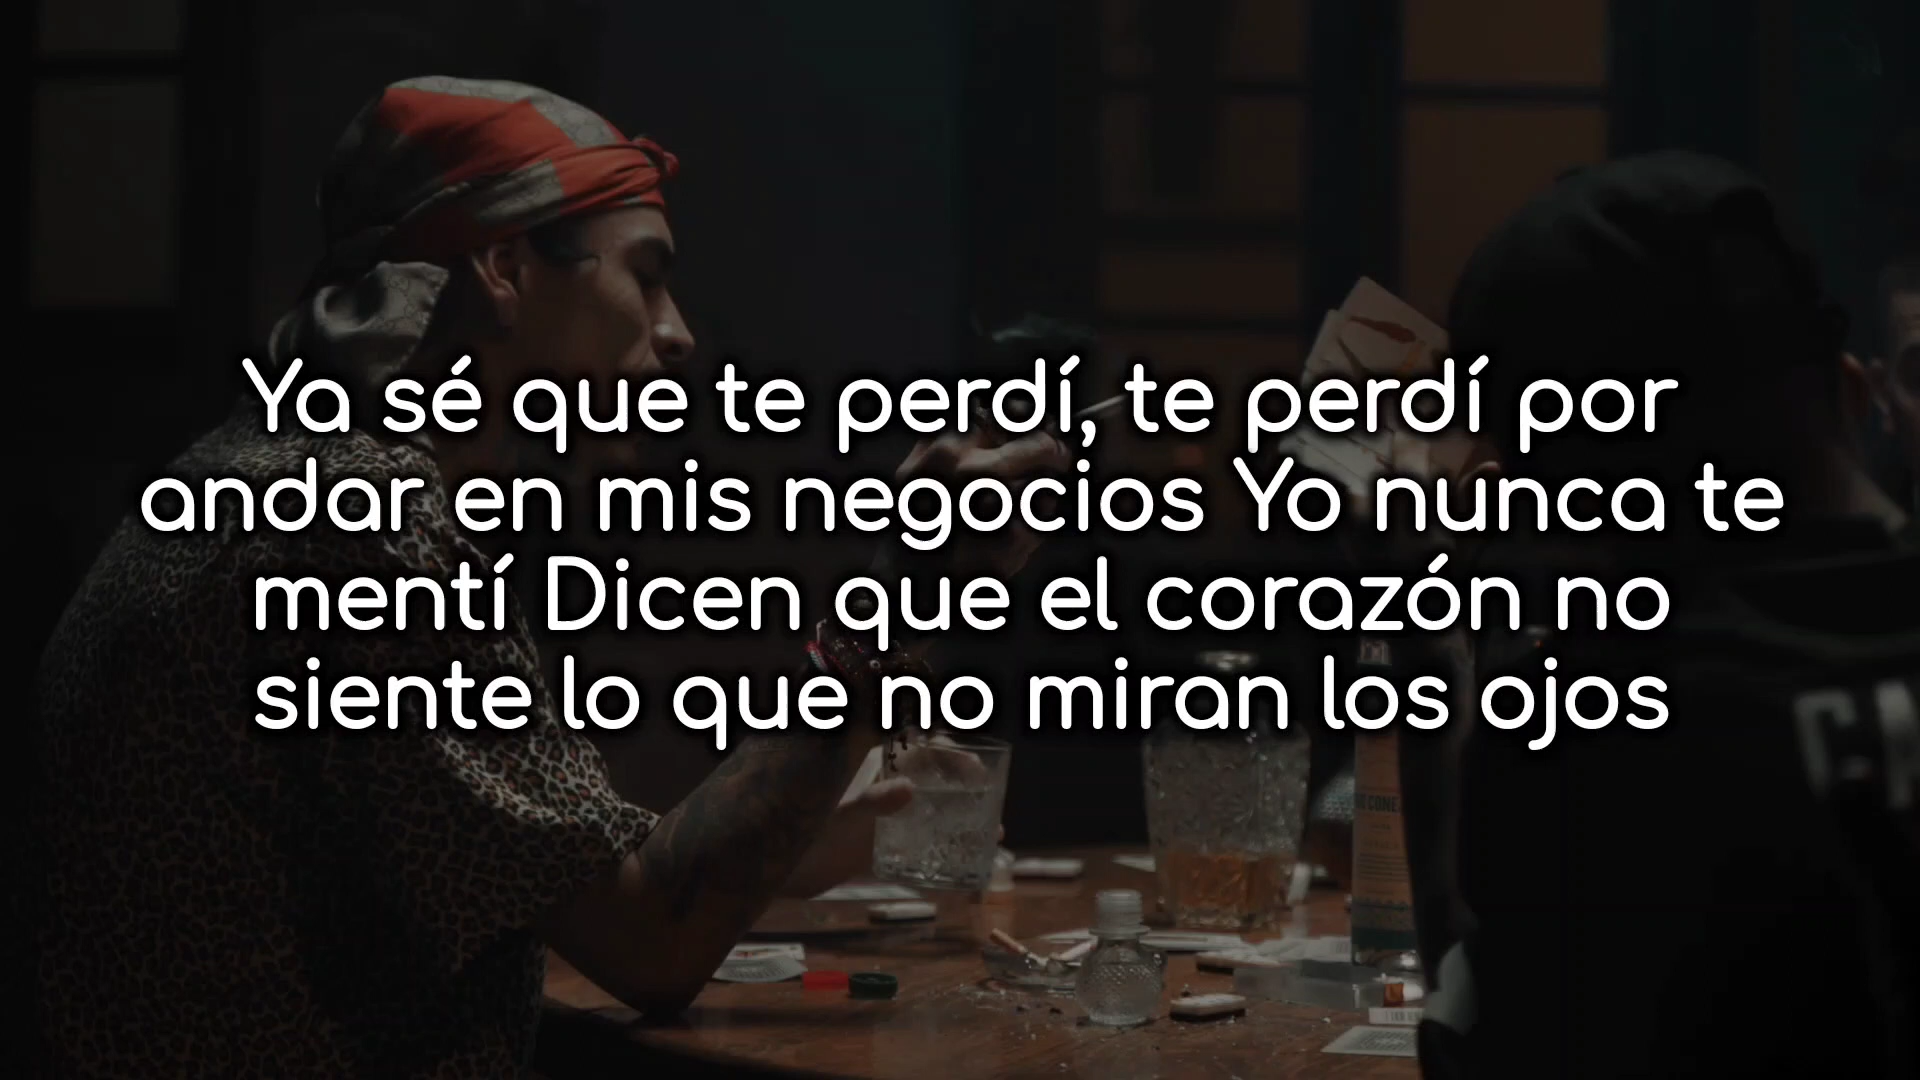 Ya sé que te perdí, te perdí por
andar en mis negocios Yo nunca te
mentí Dicen que el corazón no
siente lo que no miran los ojos